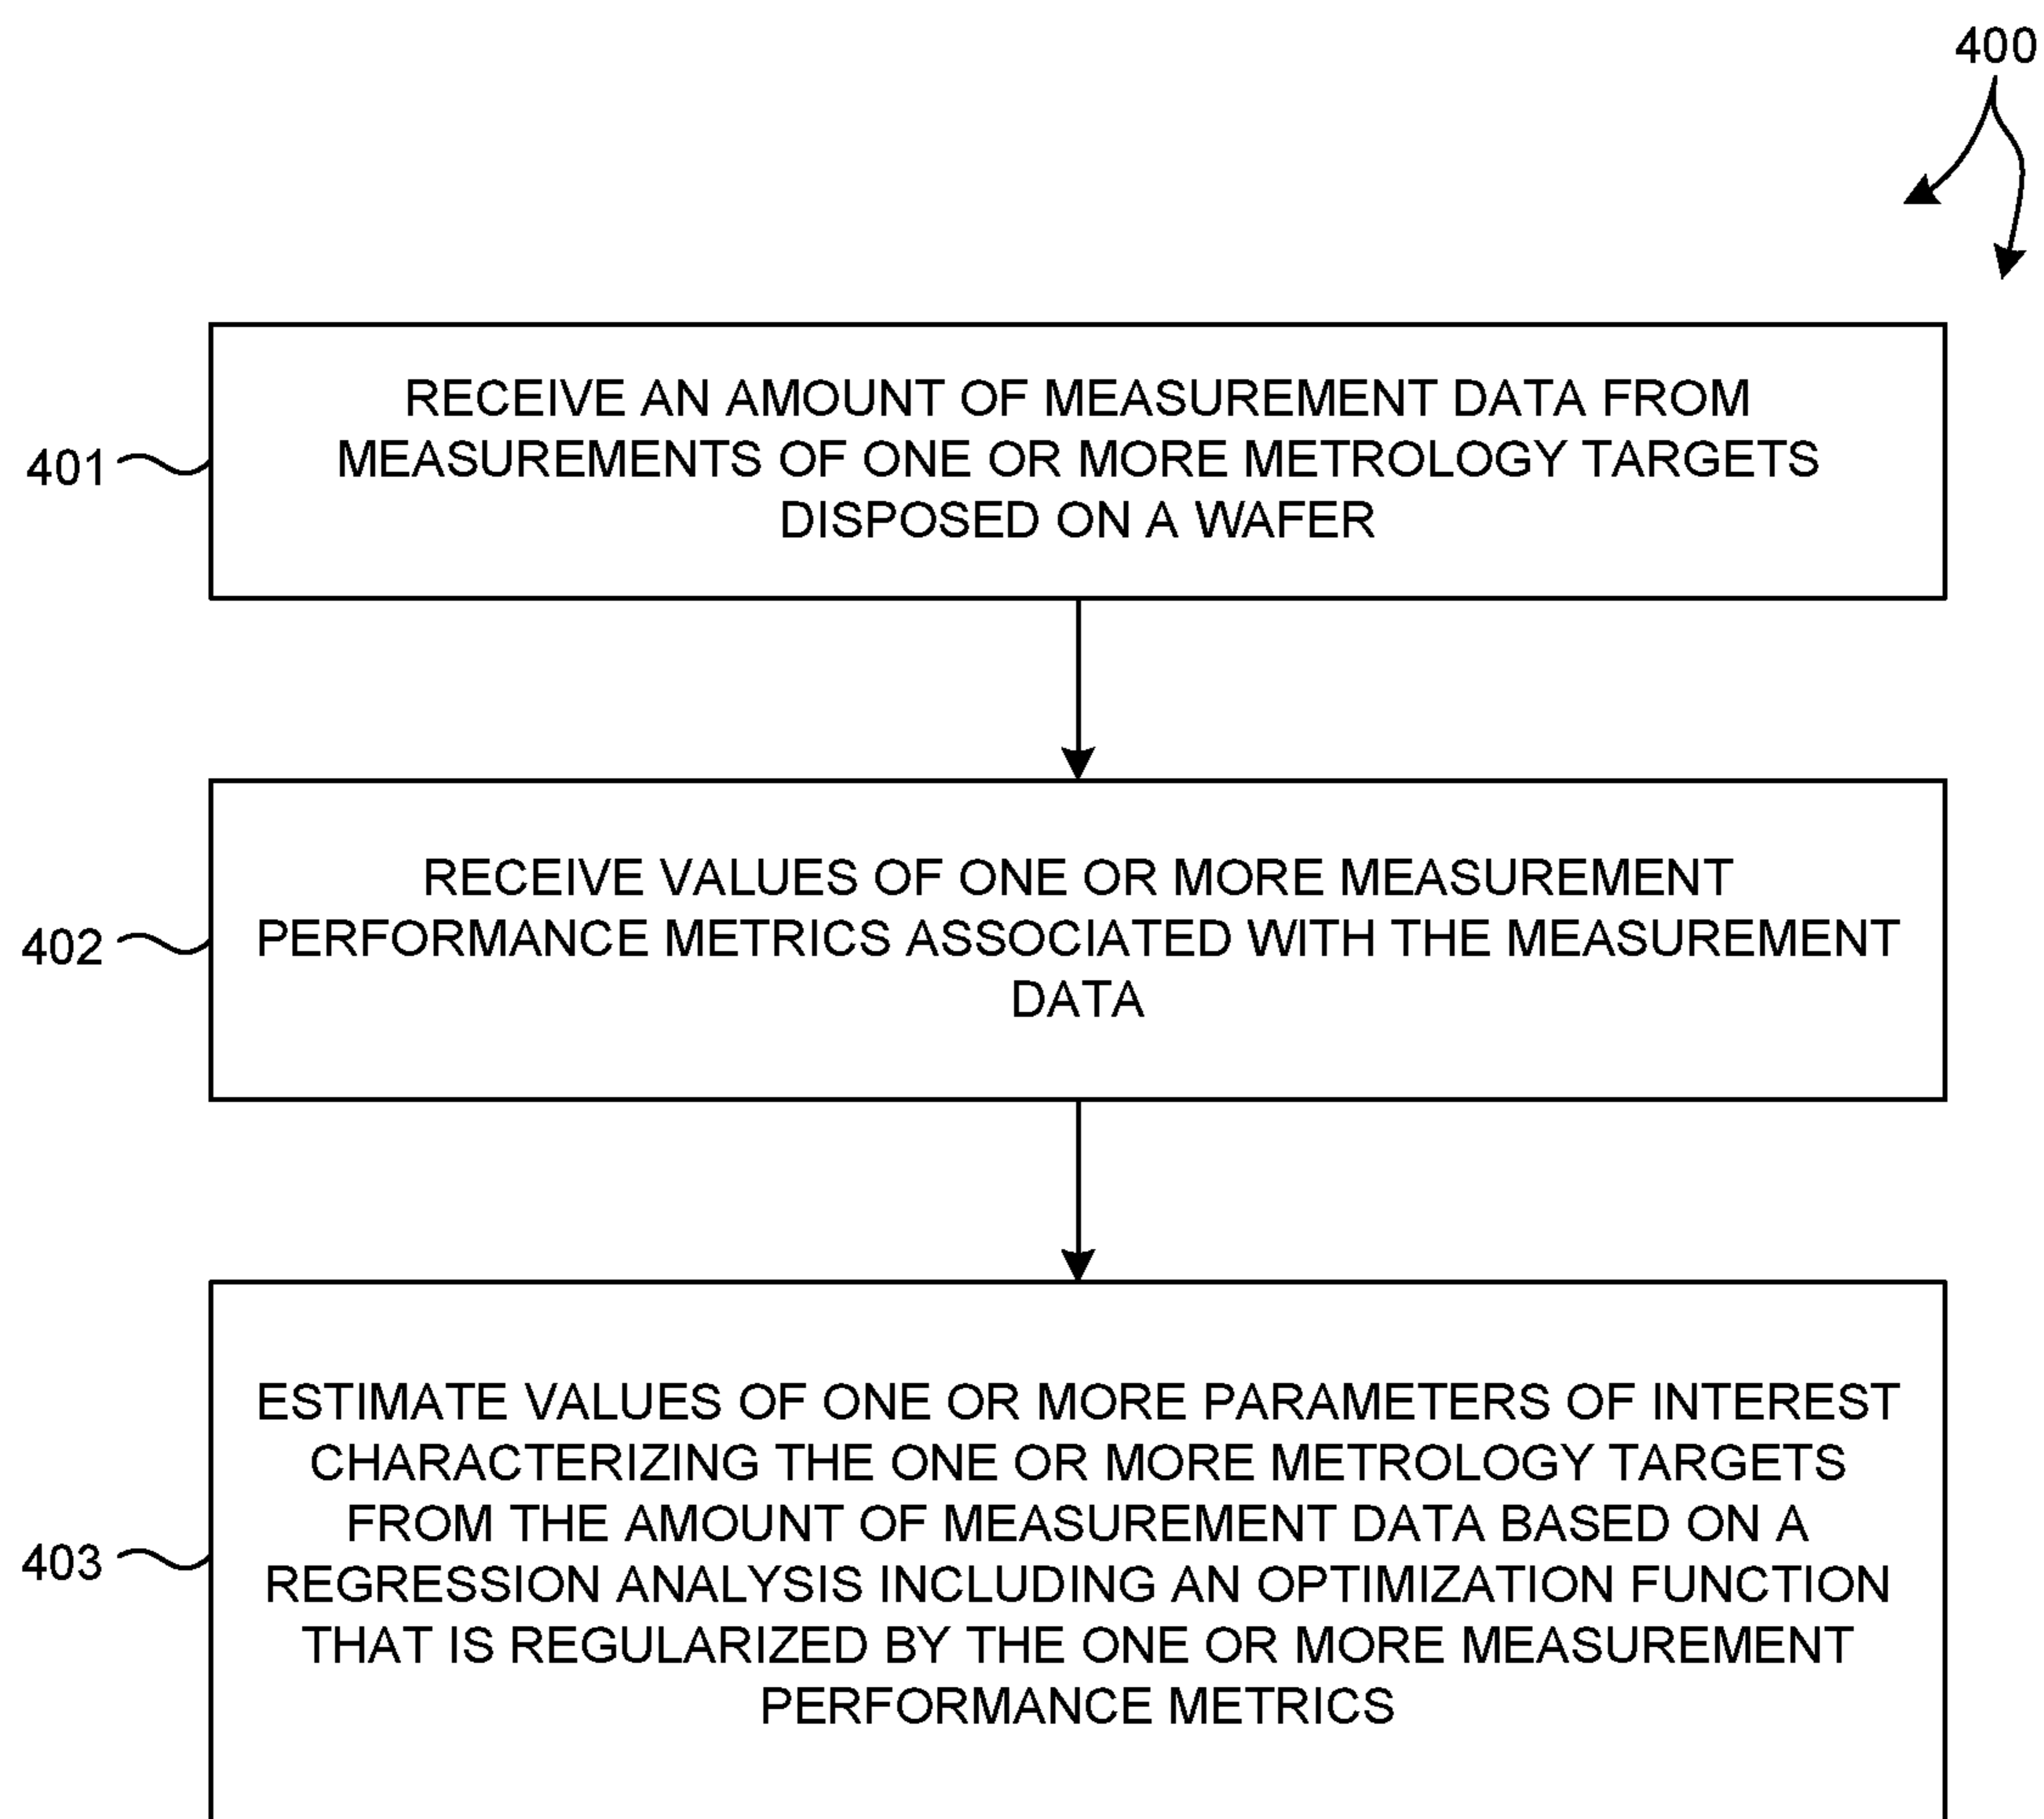 400
401
RECEIVE AN AMOUNT OF MEASUREMENT DATA FROM
MEASUREMENTS OF ONE OR MORE METROLOGY TARGETS
DISPOSED ON A WAFER
402
RECEIVE VALUES OF ONE OR MORE MEASUREMENT
PERFORMANCE METRICS ASSOCIATED WITH THE MEASUREMENT
DATA
403
ESTIMATE VALUES OF ONE OR MORE PARAMETERS OF INTEREST
CHARACTERIZING THE ONE OR MORE METROLOGY TARGETS
FROM THE AMOUNT OF MEASUREMENT DATA BASED ON A
REGRESSION ANALYSIS INCLUDING AN OPTIMIZATION FUNCTION
THAT IS REGULARIZED BY THE ONE OR MORE MEASUREMENT
PERFORMANCE METRICS